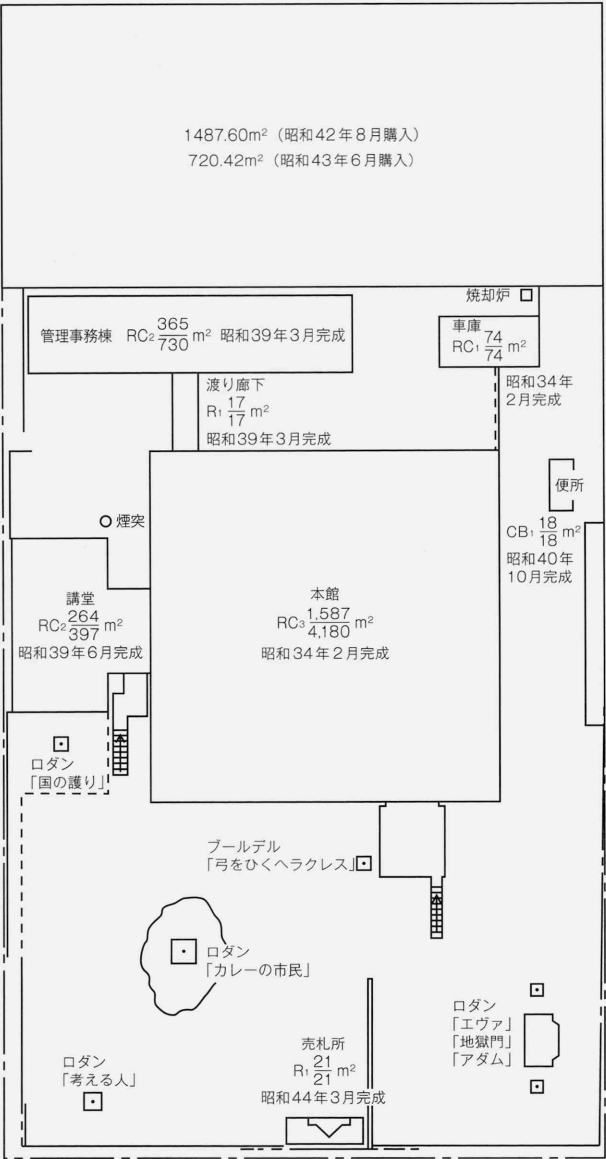 1487.60m²(昭和42年8月購入)
720.42m²(昭和43年6月購入)
焼却炉
管理事務棟 RC₂ 365/730 m² 昭和39年3月完成
車庫
RC₁ 74/74 m²
昭和34年
2月完成
渡り廊下
R₁ 17/17 m²
昭和39年3月完成
便所
CB₁ 18/18 m²
昭和40年
10月完成
煙突
講堂
RC₂ 264/397 m²
昭和39年6月完成
本館
RC₃ 1,587/4,180 m²
昭和34年2月完成
ロダン
「国の護り」
ブールデル
「弓をひくヘラクレス」
ロダン
「カレーの市民」
ロダン
「エヴァ」
「地獄門」
「アダム」
売札所
R₁ 21/21 m²
昭和44年3月完成
ロダン
「考える人」